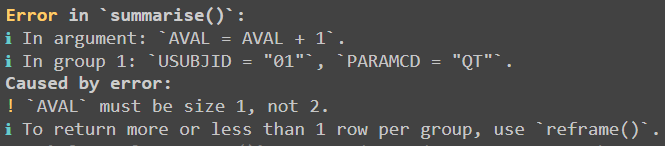 Error in `summarise()`:
ℹ In argument: `AVAL = AVAL + 1`.
ℹ In group 1: `USUBJID = "01"`, `PARAMCD = "QT"`.
Caused by error:
! `AVAL` must be size 1, not 2.
ℹ To return more or less than 1 row per group, use `reframe()`.